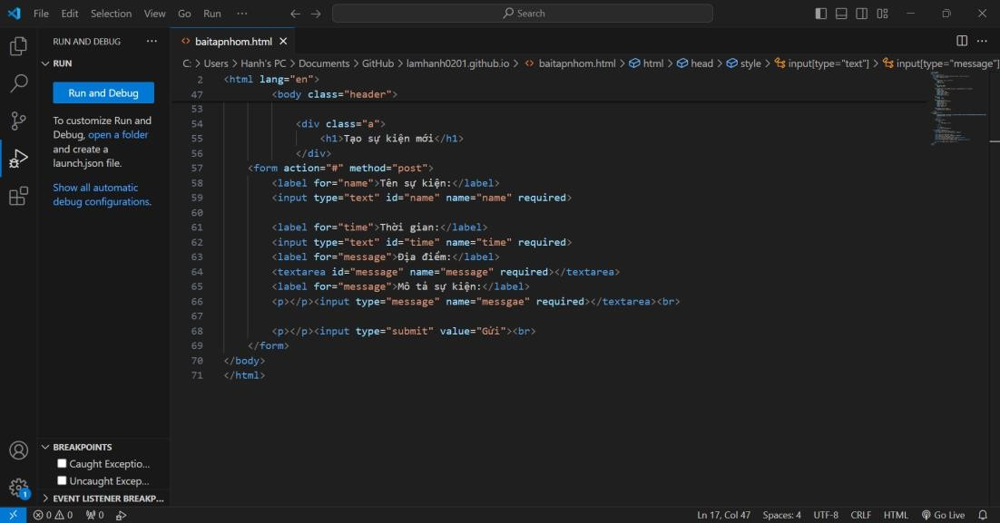 File Edit Selection View Go Run ··· Search
RUN AND DEBUG ···
RUN
Run and Debug
To customize Run and
Debug, open a folder
and create a
launch.json file.
Show all automatic
debug configurations.
BREAKPOINTS
Caught Exceptio...
Uncaught Excep...
EVENT LISTENER BREAKP...
1
baitapnhom.html
C: > Users > Hanh's PC > Documents > GitHub > lamhanh0201.github.io > baitapnhom.html > html > head > style > input[type="text"] > input[type="message"]
2 <html lang="en">
47 <body class="header">
53
54 <div class="a">
55 <h1>Tạo sự kiện mới</h1>
56 </div>
57 <form action="#" method="post">
58 <label for="name">Tên sự kiện:</label>
59 <input type="text" id="name" name="name" required>
60
61 <label for="time">Thời gian:</label>
62 <input type="text" id="time" name="time" required>
63 <label for="message">Địa điểm:</label>
64 <textarea id="message" name="message" required></textarea>
65 <label for="message">Mô tả sự kiện:</label>
66 <p></p><input type="message" name="messgae" required></textarea><br>
67
68 <p></p><input type="submit" value="Gửi"><br>
69 </form>
70 </body>
71 </html>
0 0 0 Ln 17, Col 47 Spaces: 4 UTF-8 CRLF HTML Go Live